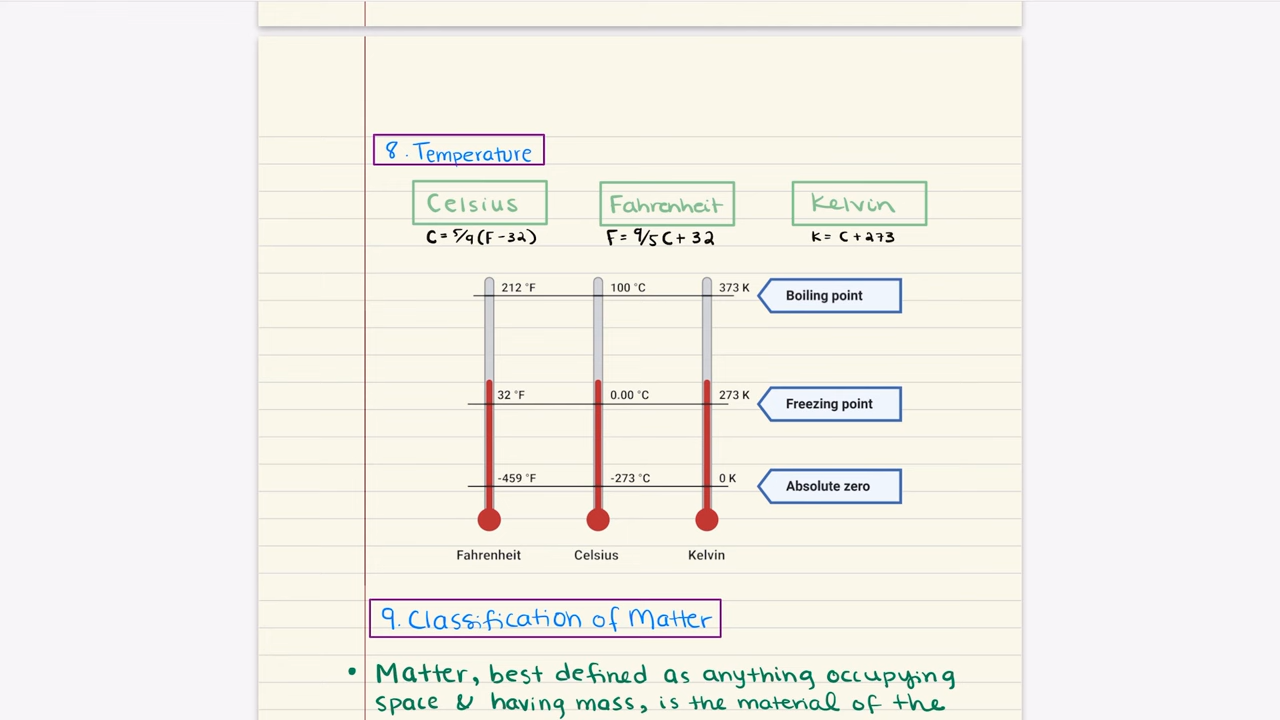 8. Temperature
Celsius Fahrenheit Kelvin
C = 5/9 (F - 32) F = 9/5 C + 32 K = C + 273
212 °F 100 °C 373 K Boiling point
32 °F 0.00 °C 273 K Freezing point
-459 °F -273 °C 0 K Absolute zero
Fahrenheit Celsius Kelvin
9. Classification of Matter
• Matter, best defined as anything occupying
space & having mass, is the material of the